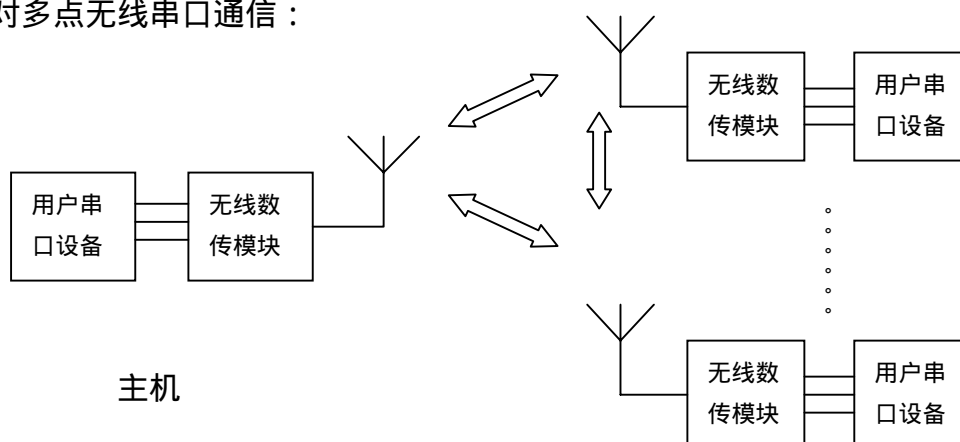 对多点无线串口通信：
无线数
传模块
用户串
口设备
用户串
口设备
无线数
传模块
主机
无线数
传模块
用户串
口设备